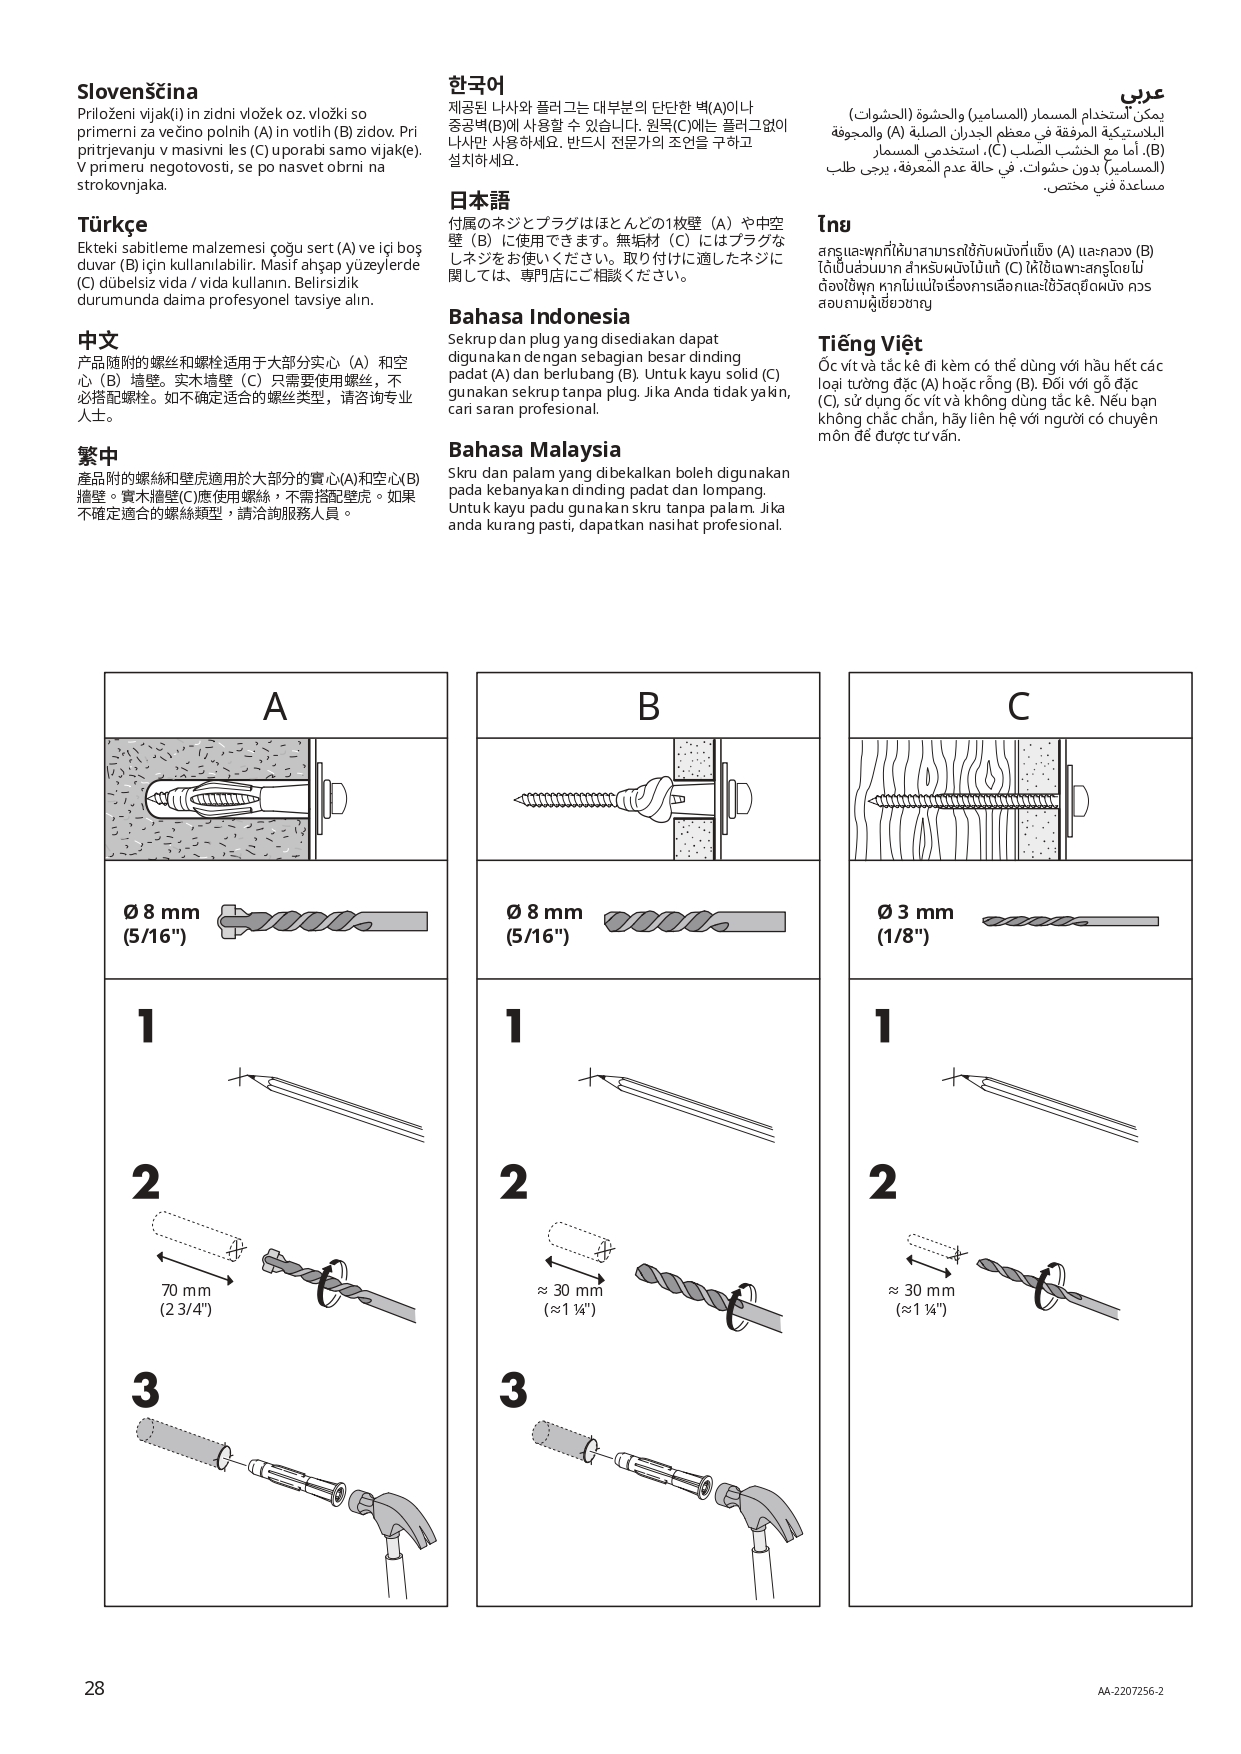 Slovenščina
Priloženi vijak(i) in zidni vložek oz. vložki so
primerni za večino polnih (A) in votlih (B) zidov. Pri
pritrjevanju v masivni les (C) uporabi samo vijak(e).
V primeru negotovosti, se po nasvet obrni na
strokovnjaka.
Türkçe
Ekteki sabitleme malzemesi çoğu sert (A) ve içi boş
duvar (B) için kullanılabilir. Masif ahşap yüzeylerde
(C) dübelsiz vida / vida kullanın. Belirsizlik
durumunda daima profesyonel tavsiye alın.
中文
产品随附的螺丝和螺栓适用于大部分实心（A）和空
心（B）墙壁。实木墙壁（C）只需要使用螺丝，不
必搭配螺栓。如不确定适合的螺丝类型，请咨询专业
人士。
繁中
產品附的螺絲和壁虎適用於大部分的實心(A)和空心(B)
牆壁。實木牆壁(C)應使用螺絲，不需搭配壁虎。如果
不確定適合的螺絲類型，請洽詢服務人員。
한국어
제공된 나사와 플러그는 대부분의 단단한 벽(A)이나
중공벽(B)에 사용할 수 있습니다. 원목(C)에는 플러그없이
나사만 사용하세요. 반드시 전문가의 조언을 구하고
설치하세요.
日本語
付属のネジとプラグはほとんどの1枚壁（A）や中空
壁（B）に使用できます。無垢材（C）にはプラグな
しネジをお使いください。取り付けに適したネジに
関しては、専門店にご相談ください。
Bahasa Indonesia
Sekrup dan plug yang disediakan dapat
digunakan dengan sebagian besar dinding
padat (A) dan berlubang (B). Untuk kayu solid (C)
gunakan sekrup tanpa plug. Jika Anda tidak yakin,
cari saran profesional.
Bahasa Malaysia
Skru dan palam yang dibekalkan boleh digunakan
pada kebanyakan dinding padat dan lompang.
Untuk kayu padu gunakan skru tanpa palam. Jika
anda kurang pasti, dapatkan nasihat profesional.
عربي
يمكن استخدام المسمار (المسامير) والحشوة (الحشوات)
البلاستيكية المرفقة في معظم الجدران الصلبة (A) والمجوفة
(B). أما مع الخشب الصلب (C)، استخدمي المسمار
(المسامير) بدون حشوات. في حالة عدم المعرفة، يرجى طلب
مساعدة فني مختص.
ไทย
สกรูและพุกที่ให้มาสามารถใช้กับผนังที่แข็ง (A) และกลวง (B)
ได้เป็นส่วนมาก สำหรับผนังไม้แท้ (C) ให้ใช้เฉพาะสกรูโดยไม่
ต้องใช้พุก หากไม่แน่ใจเรื่องการเลือกและใช้วัสดุยึดผนัง ควร
สอบถามผู้เชี่ยวชาญ
Tiếng Việt
Ốc vít và tắc kê đi kèm có thể dùng với hầu hết các
loại tường đặc (A) hoặc rỗng (B). Đối với gỗ đặc
(C), sử dụng ốc vít và không dùng tắc kê. Nếu bạn
không chắc chắn, hãy liên hệ với người có chuyên
môn để được tư vấn.
A
Ø 8 mm
(5/16")
1
2
70 mm
(2 3/4")
3
B
Ø 8 mm
(5/16")
1
2
≈ 30 mm
(≈1 ¼")
3
C
Ø 3 mm
(1/8")
1
2
≈ 30 mm
(≈1 ¼")
28
AA-2207256-2